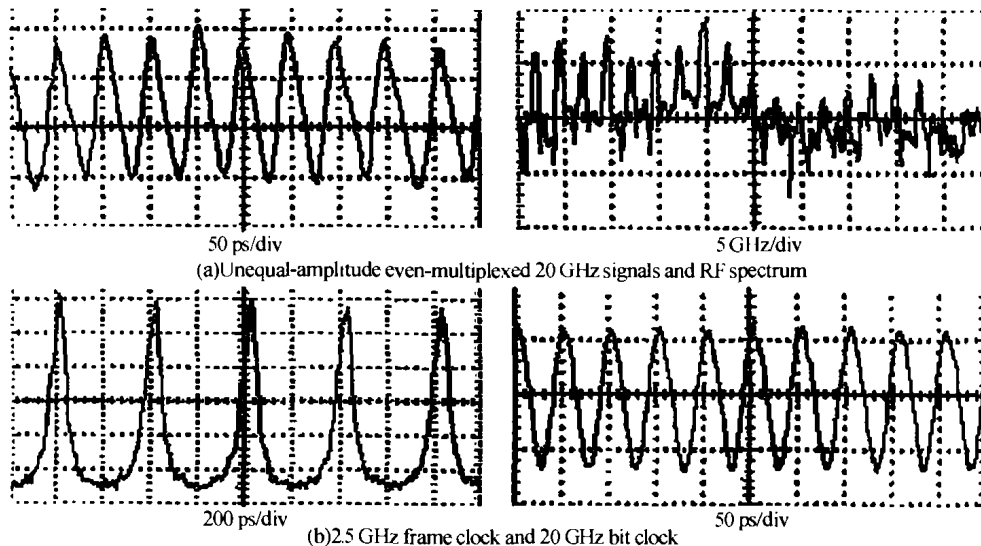 50 ps/div
5 GHz/div
(a)Unequal-amplitude even-multiplexed 20 GHz signals and RF spectrum
200 ps/div
50 ps/div
(b)2.5 GHz frame clock and 20 GHz bit clock